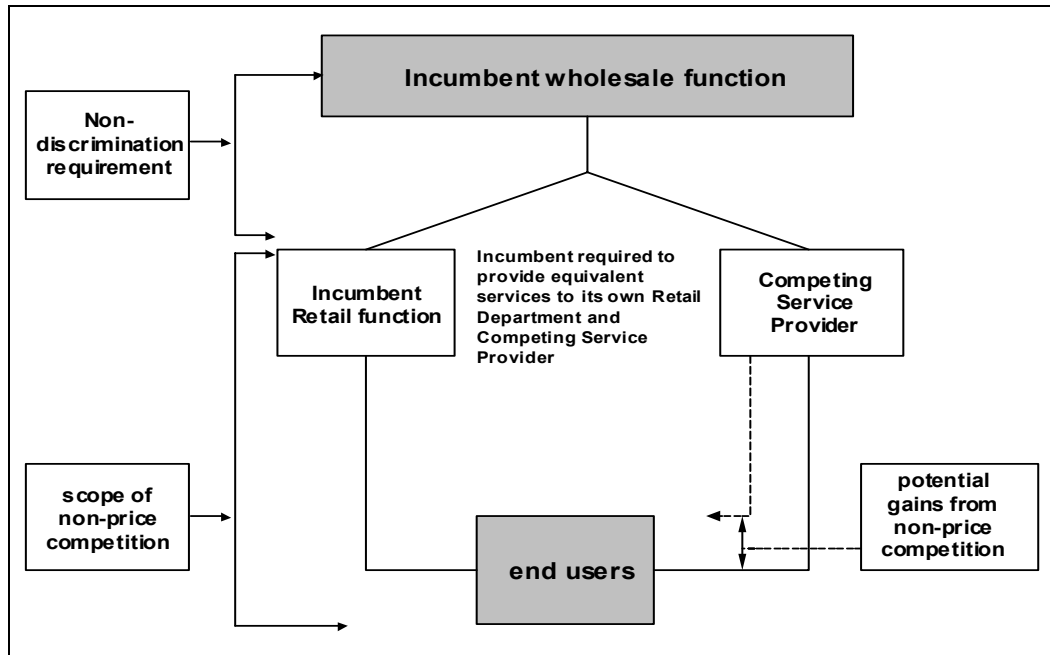 Incumbent wholesale function
Non-
discrimination
requirement
Incumbent
Retail function
Incumbent required to
provide equivalent
services to its own Retail
Department and
Competing Service
Provider
Competing
Service
Provider
scope of
non-price
competition
potential
gains from
non-price
competition
end users